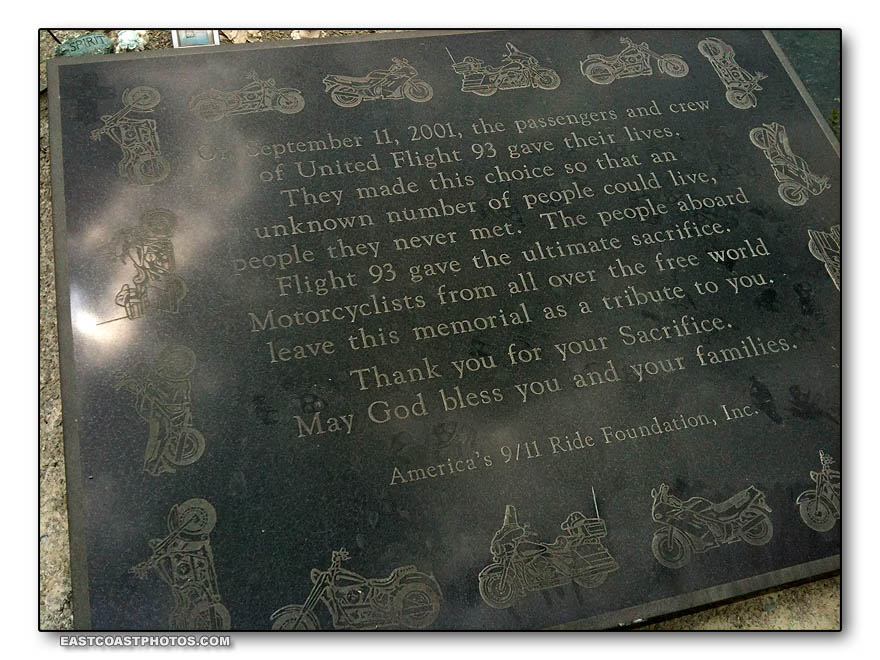 SPIRIT
On September 11, 2001, the passengers and crew
of United Flight 93 gave their lives.
They made this choice so that an
unknown number of people could live,
people they never met. The people aboard
Flight 93 gave the ultimate sacrifice.
Motorcyclists from all over the free world
leave this memorial as a tribute to you.
Thank you for your Sacrifice.
May God bless you and your families.
America's 9/11 Ride Foundation, Inc.
EASTCOASTPHOTOS.COM